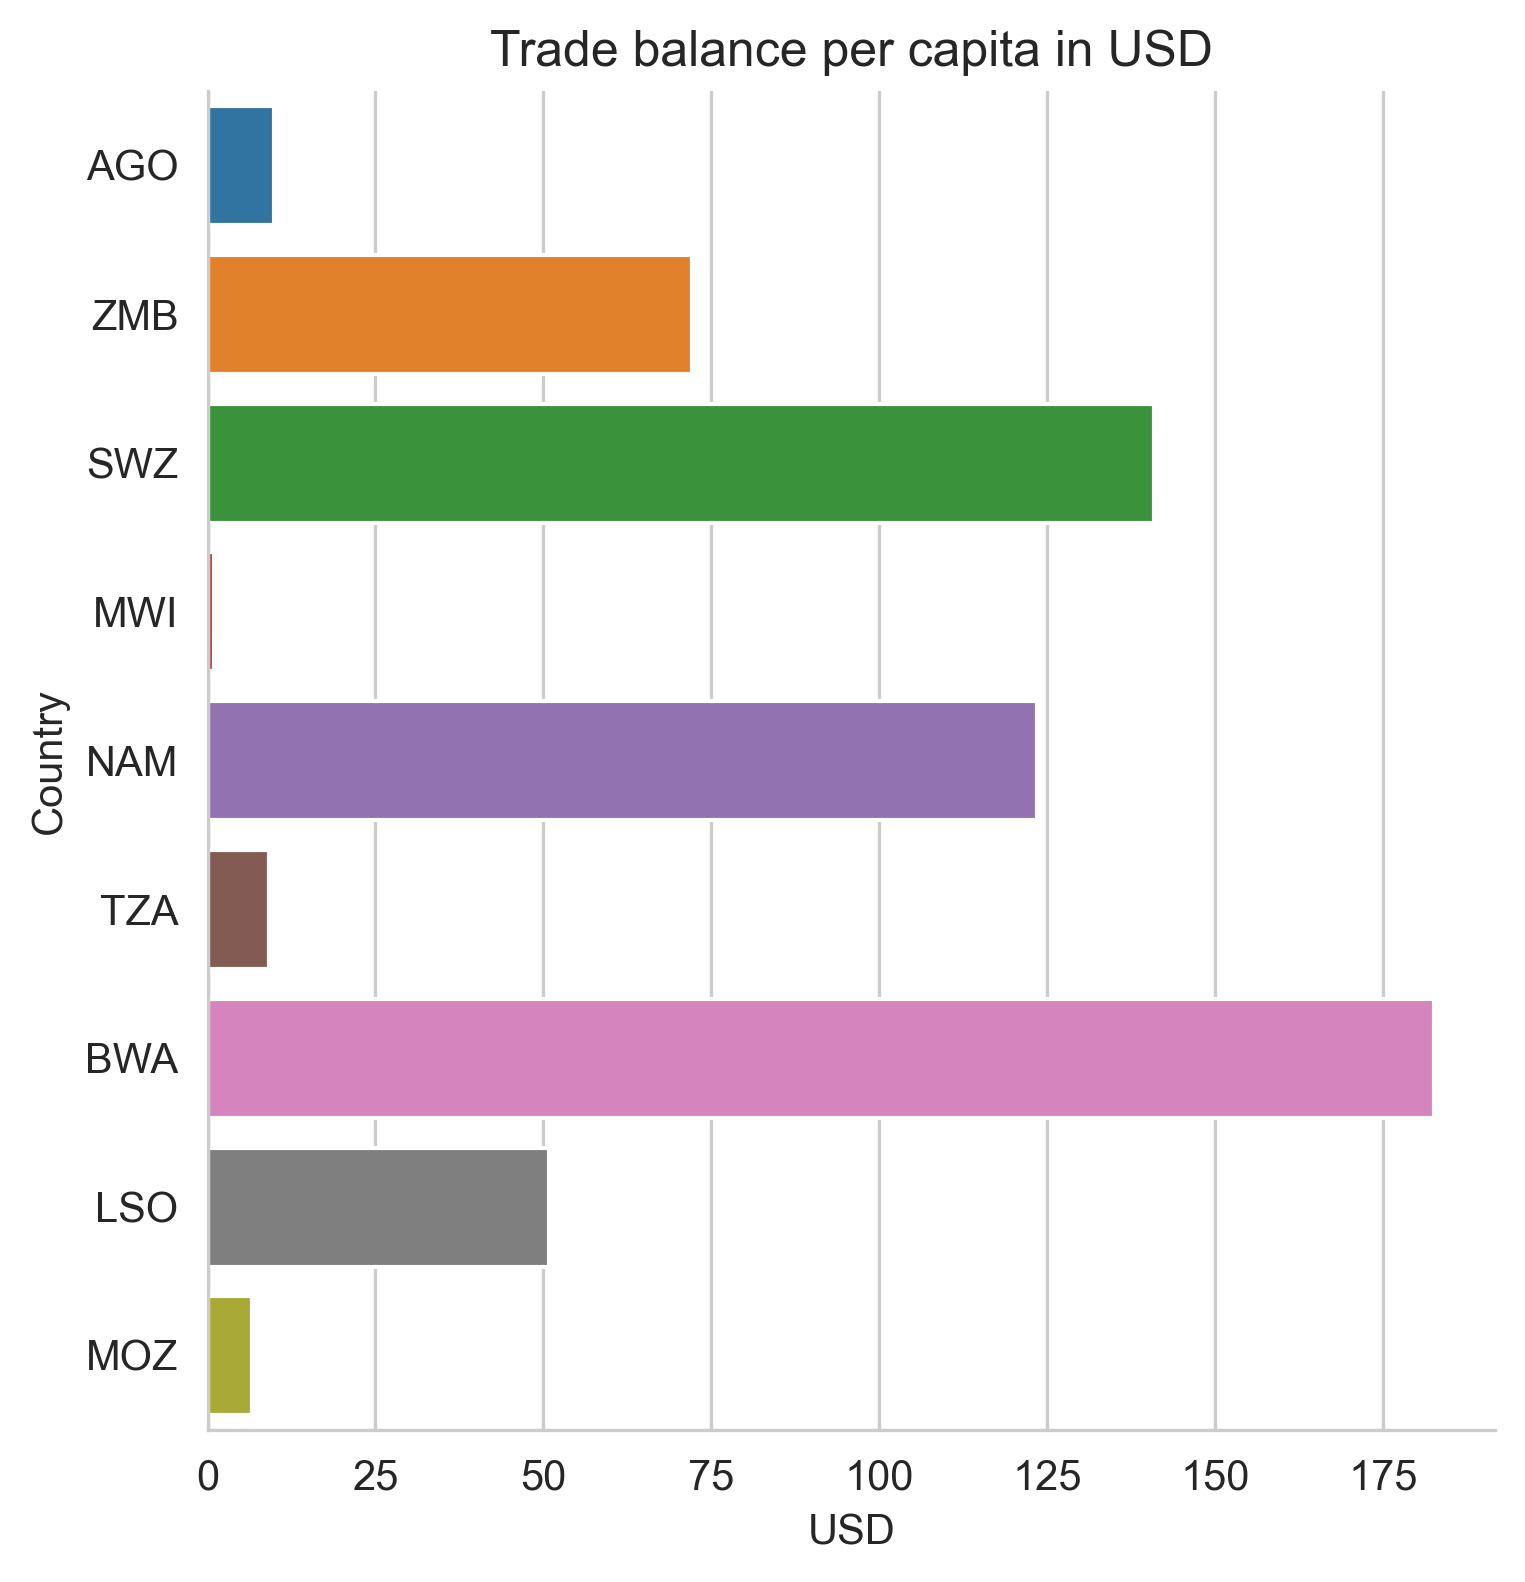 Trade balance per capita in USD
AGO
ZMB
SWZ
MWI
NAM
TZA
BWA
LSO
MOZ
Country
0 25 50 75 100 125 150 175
USD